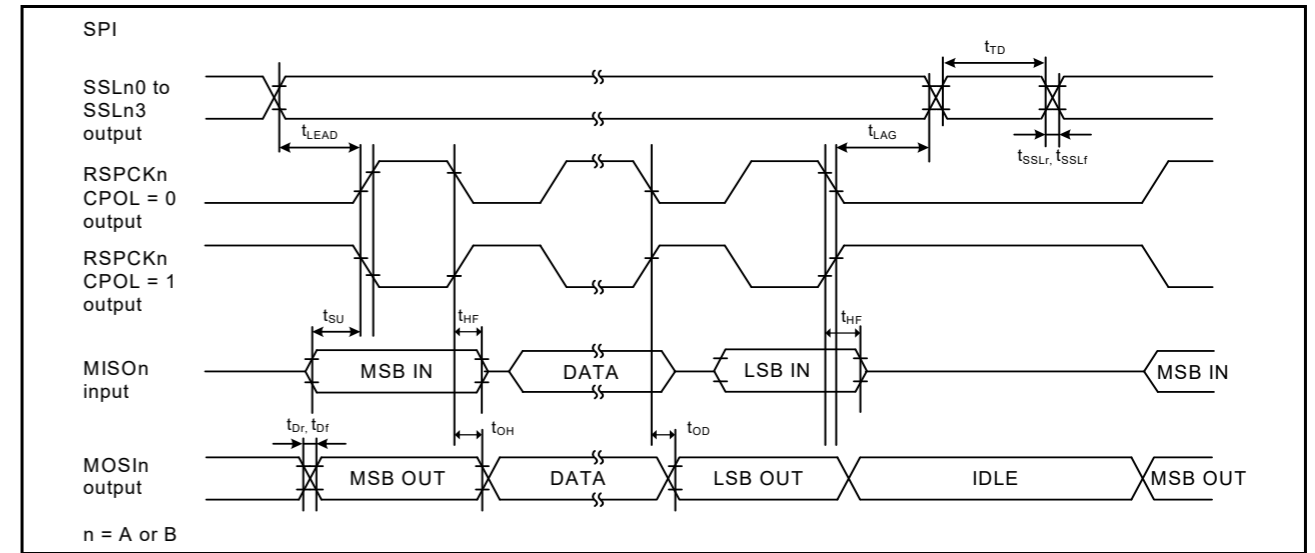 SPI
SSLn0 to
SSLn3
output
tTD
tLEAD
tLAG
tSSLr, tSSLf
RSPCKn
CPOL = 0
output
RSPCKn
CPOL = 1
output
tSU
tHF
tHF
MISOn
input
MSB IN
DATA
LSB IN
MSB IN
tDr, tDf
tOH
tOD
MOSIn
output
MSB OUT
DATA
LSB OUT
IDLE
MSB OUT
n = A or B